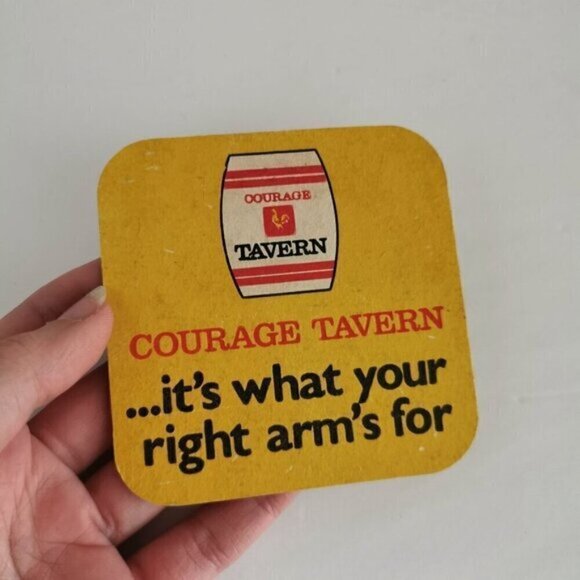 COURAGE
TAVERN
COURAGE TAVERN
...it's what your
right arm's for